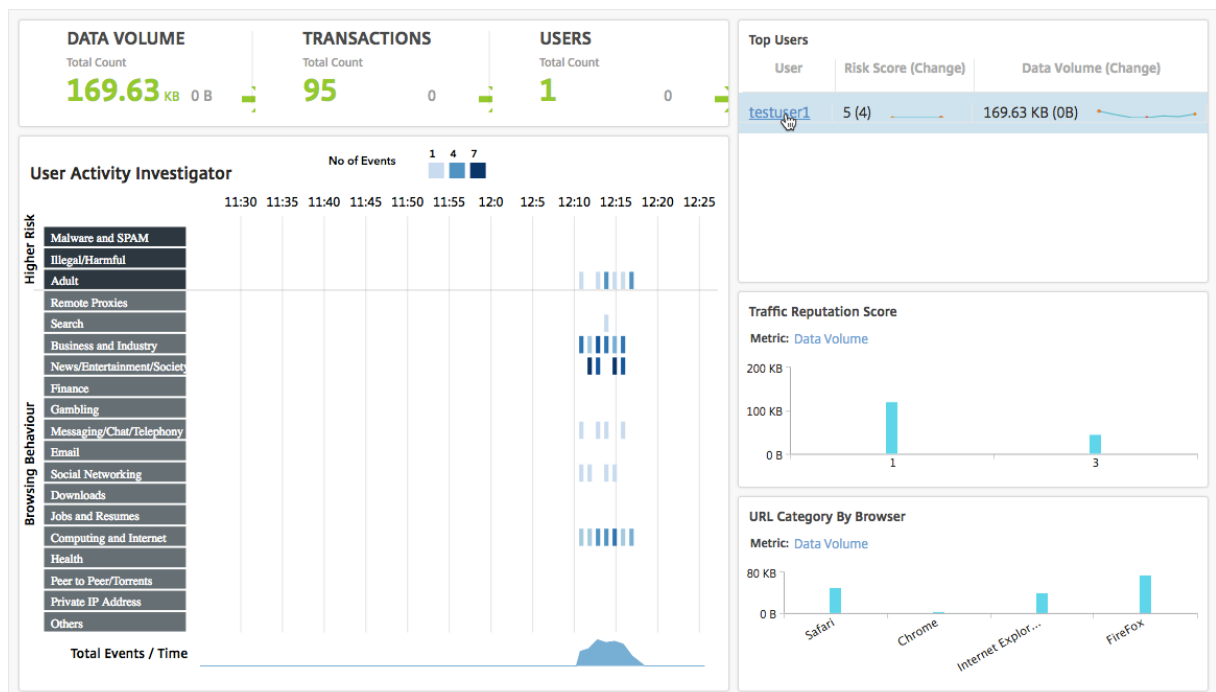 DATA VOLUME
Total Count
169.63 KB 0 B
TRANSACTIONS
Total Count
95 0
USERS
Total Count
1 0
User Activity Investigator
No of Events
1 4 7
11:30 11:35 11:40 11:45 11:50 11:55 12:0 12:5 12:10 12:15 12:20 12:25
Higher Risk
Malware and SPAM
Illegal/Harmful
Adult
Browsing Behaviour
Remote Proxies
Search
Business and Industry
News/Entertainment/Society
Finance
Gambling
Messaging/Chat/Telephony
Email
Social Networking
Downloads
Jobs and Resumes
Computing and Internet
Health
Peer to Peer/Torrents
Private IP Address
Others
Total Events / Time
Top Users
User Risk Score (Change) Data Volume (Change)
testuser1 5 (4) 169.63 KB (0B)
Traffic Reputation Score
Metric: Data Volume
200 KB
100 KB
0 B
1 3
URL Category By Browser
Metric: Data Volume
80 KB
0 B
Safari Chrome Internet Explor... FireFox